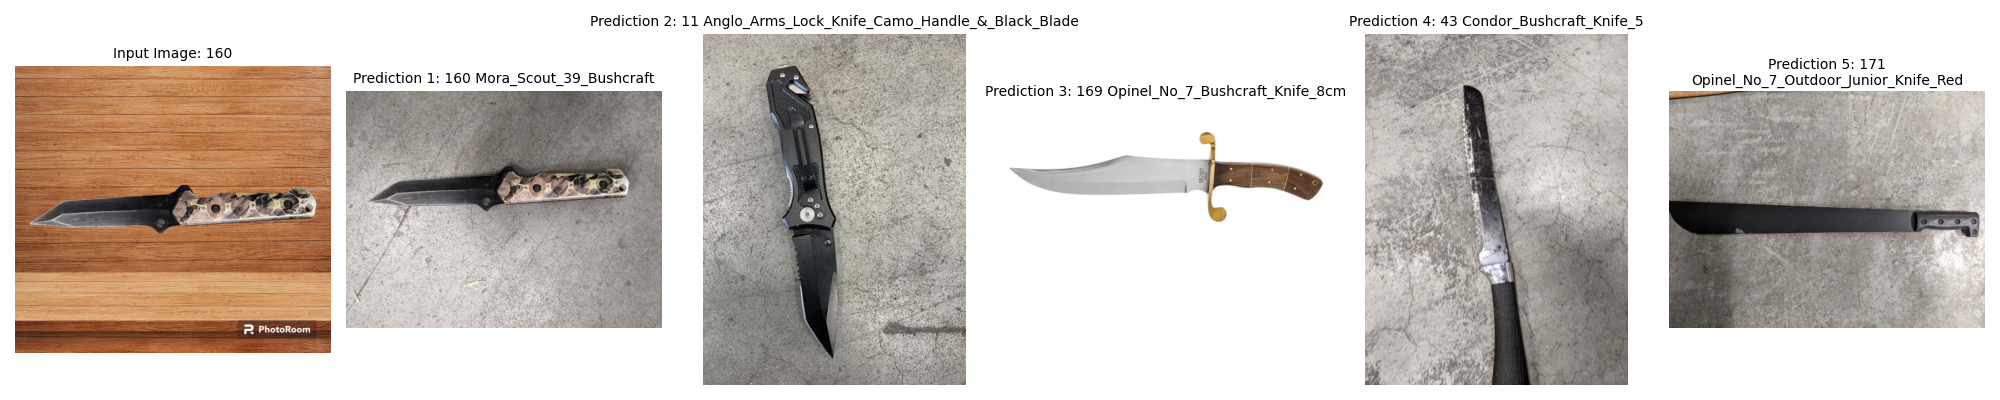 Input Image: 160
Prediction 1: 160 Mora_Scout_39_Bushcraft
Prediction 2: 11 Anglo_Arms_Lock_Knife_Camo_Handle_&_Black_Blade
Prediction 3: 169 Opinel_No_7_Bushcraft_Knife_8cm
Prediction 4: 43 Condor_Bushcraft_Knife_5
Prediction 5: 171
Opinel_No_7_Outdoor_Junior_Knife_Red
PhotoRoom